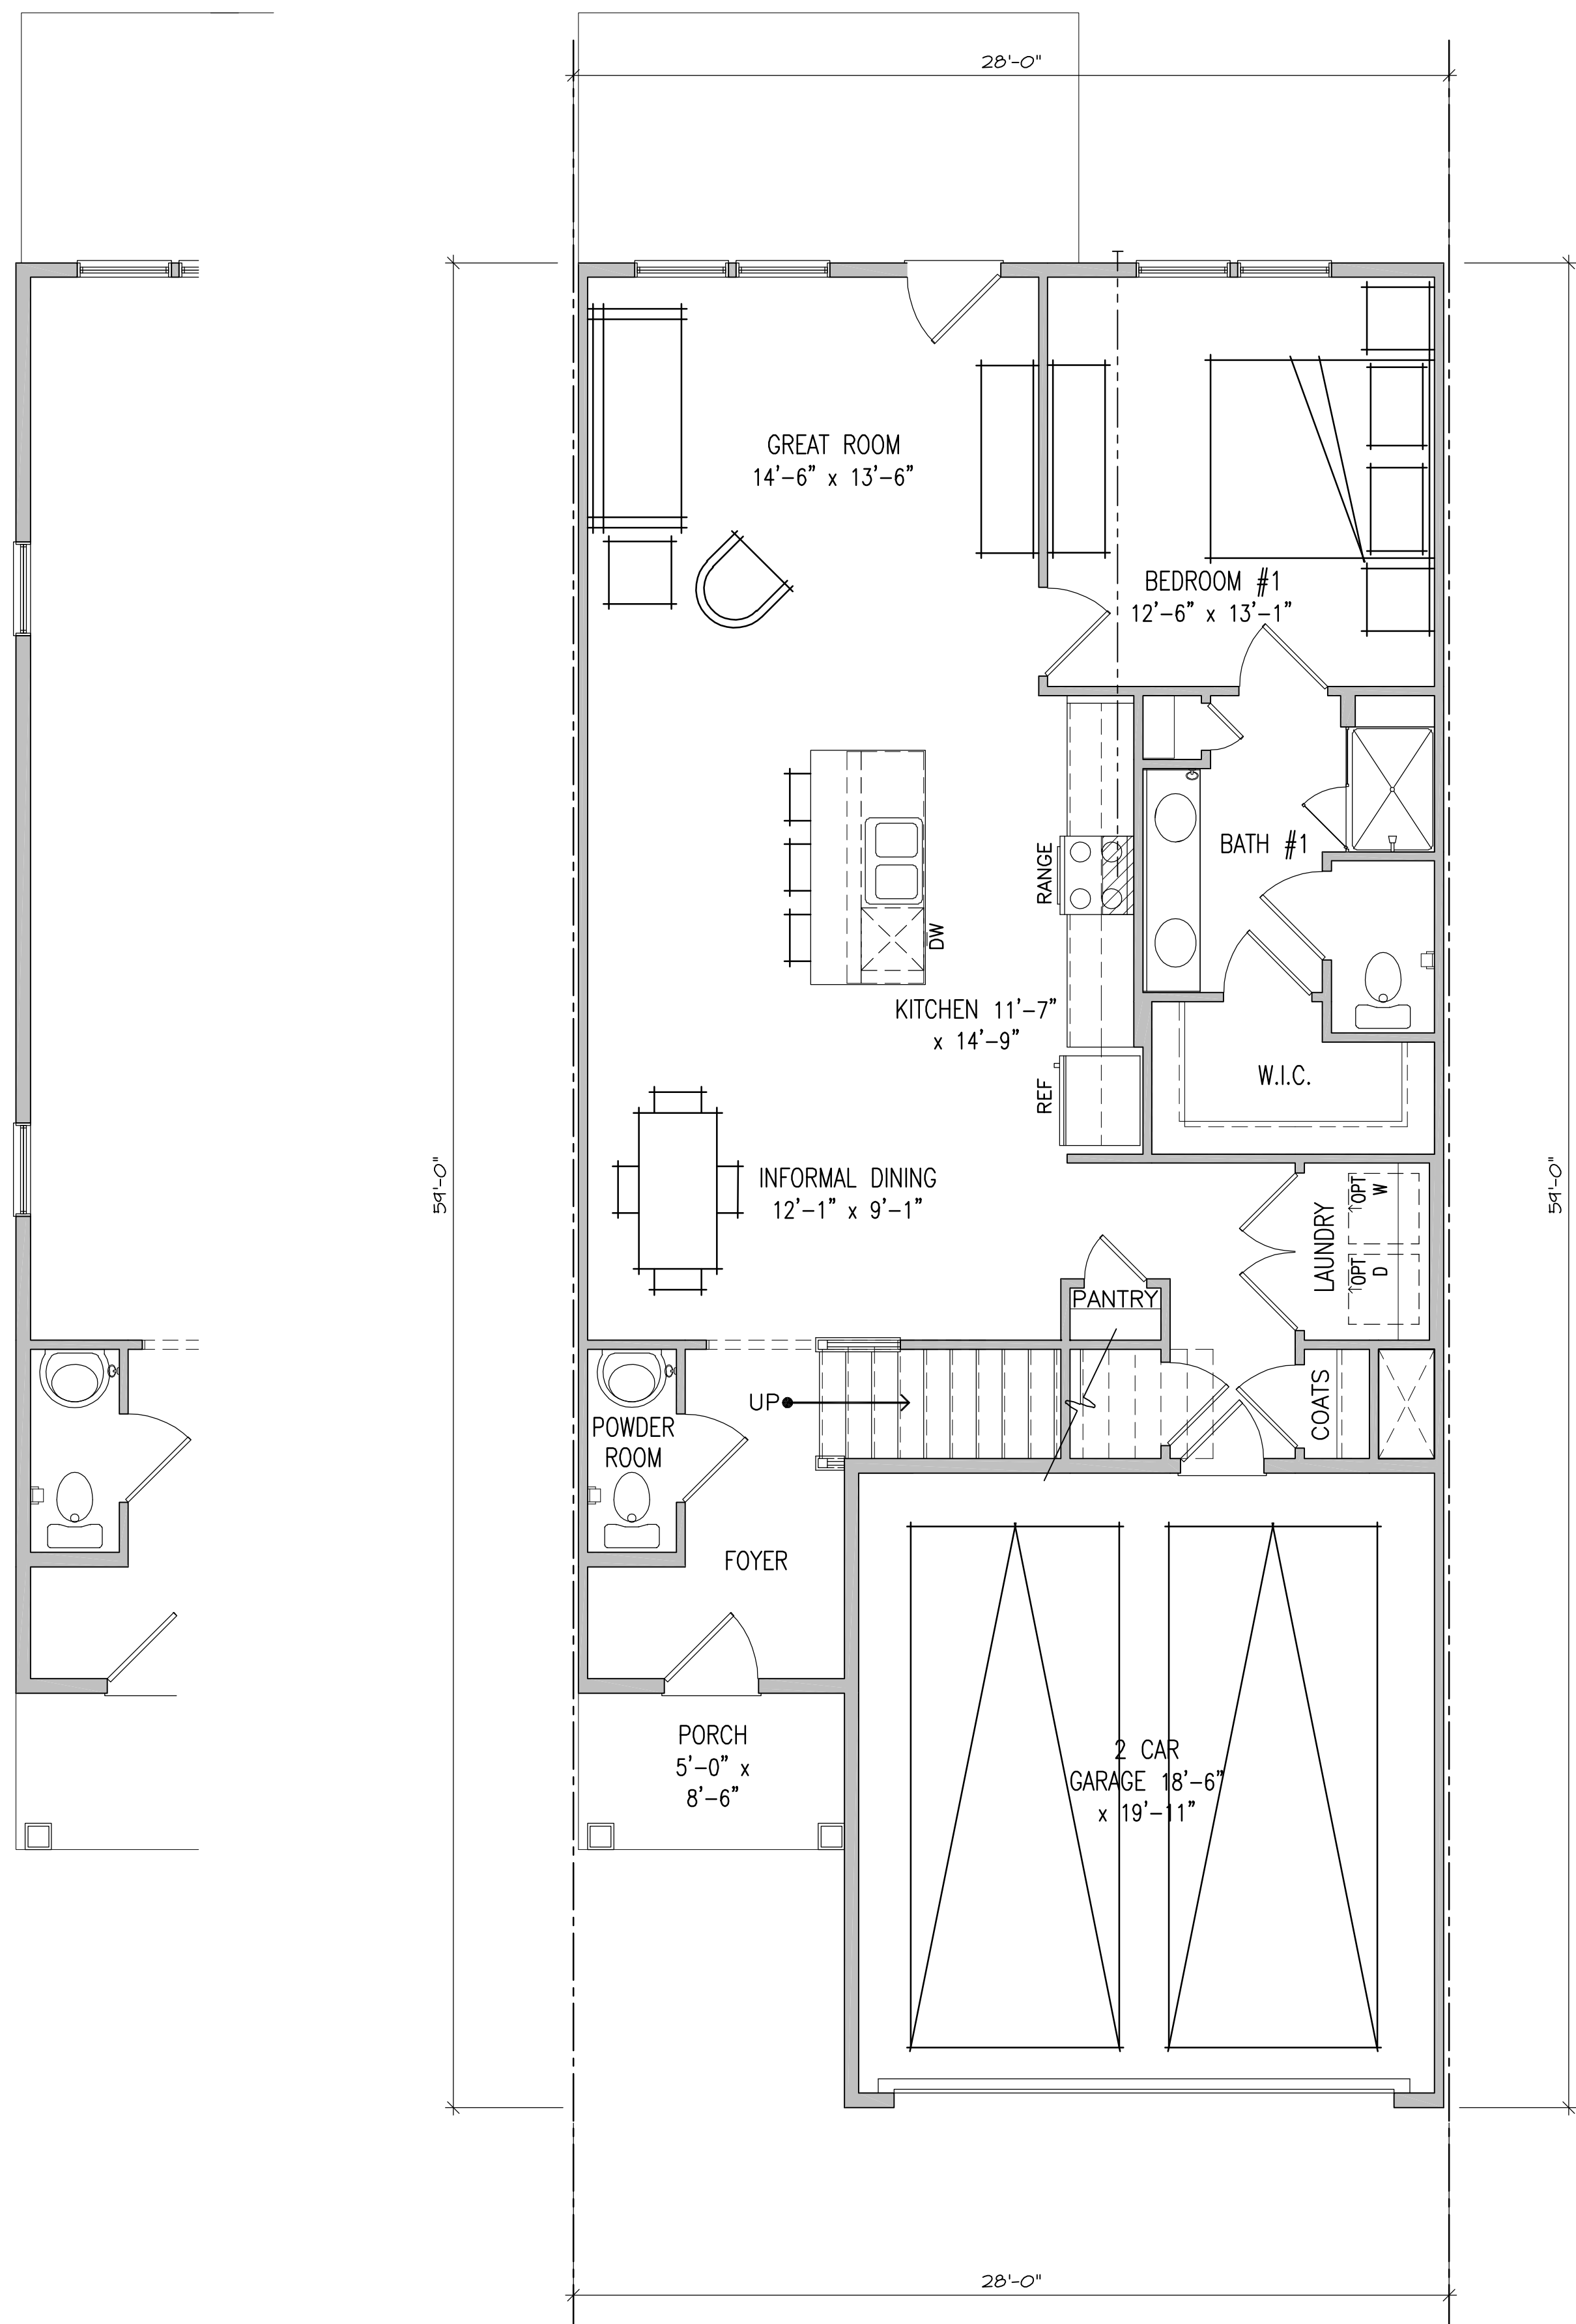 28'-0"
GREAT ROOM
14'-6" x 13'-6"
BEDROOM #1
12'-6" x 13'-1"
BATH #1
RANGE
DW
KITCHEN 11'-7"
x 14'-9"
REF
W.I.C.
59'-0"
59'-0"
INFORMAL DINING
12'-1" x 9'-1"
LAUNDRY
OPT
W
OPT
D
PANTRY
UP
COATS
POWDER
ROOM
FOYER
PORCH
5'-0" x
8'-6"
2 CAR
GARAGE 18'-6"
x 19'-11"
28'-0"